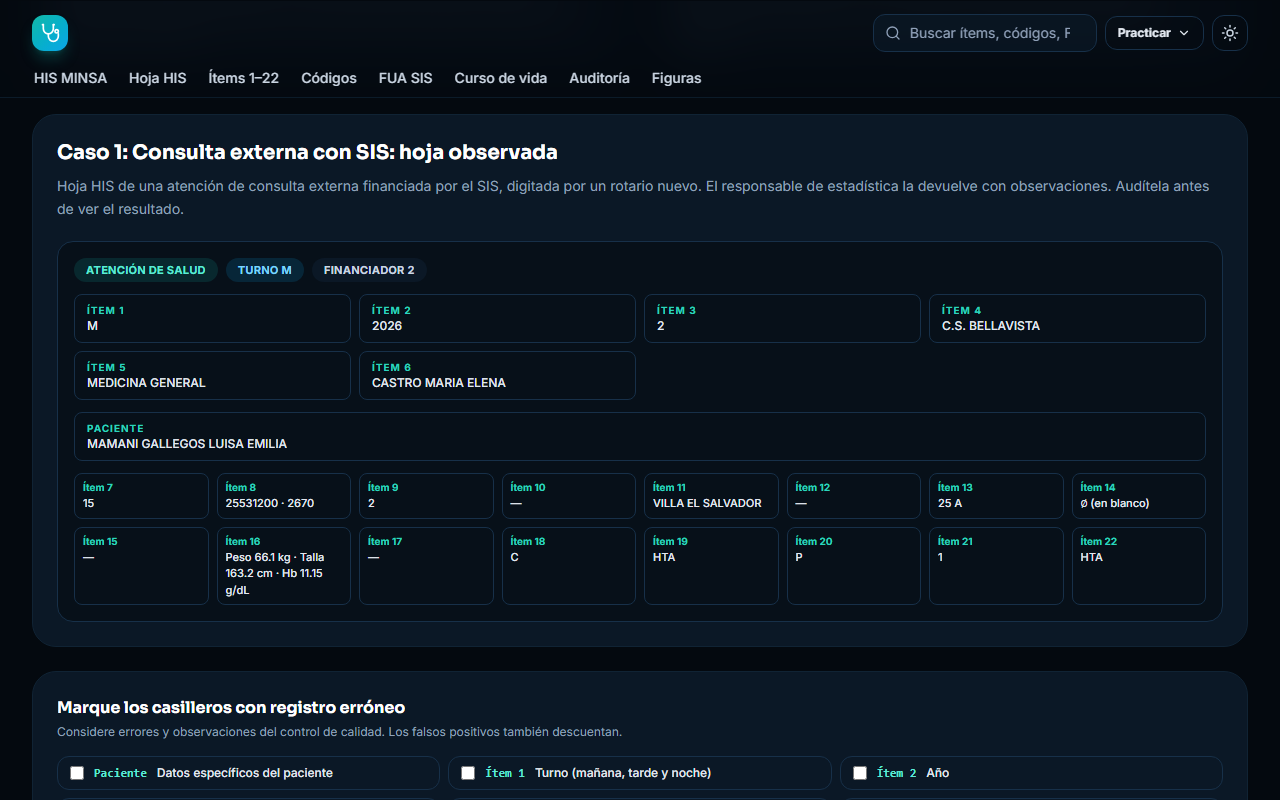 Buscar ítems, códigos, F
Practicar
HIS MINSA
Hoja HIS
Ítems 1–22
Códigos
FUA SIS
Curso de vida
Auditoría
Figuras
Caso 1: Consulta externa con SIS: hoja observada
Hoja HIS de una atención de consulta externa financiada por el SIS, digitada por un rotario nuevo. El responsable de estadística la devuelve con observaciones. Audítela antes
de ver el resultado.
ATENCIÓN DE SALUD
TURNO M
FINANCIADOR 2
ÍTEM 1
M
ÍTEM 2
2026
ÍTEM 3
2
ÍTEM 4
C.S. BELLAVISTA
ÍTEM 5
MEDICINA GENERAL
ÍTEM 6
CASTRO MARIA ELENA
PACIENTE
MAMANI GALLEGOS LUISA EMILIA
Ítem 7
15
Ítem 8
25531200 · 2670
Ítem 9
2
Ítem 10
—
Ítem 11
VILLA EL SALVADOR
Ítem 12
—
Ítem 13
25 A
Ítem 14
∅ (en blanco)
Ítem 15
—
Ítem 16
Peso 66.1 kg · Talla
163.2 cm · Hb 11.15
g/dL
Ítem 17
—
Ítem 18
C
Ítem 19
HTA
Ítem 20
P
Ítem 21
1
Ítem 22
HTA
Marque los casilleros con registro erróneo
Considere errores y observaciones del control de calidad. Los falsos positivos también descuentan.
Paciente Datos específicos del paciente
Ítem 1 Turno (mañana, tarde y noche)
Ítem 2 Año